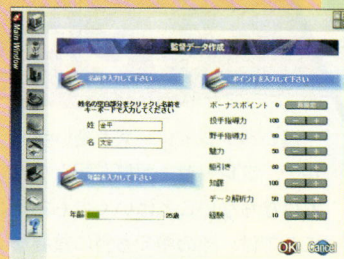 Main Window
監督データ作成
名前を入力して下さい
姓名の空白部分をクリックし名前を
キーボードで入力してください
姓
名
年齢を入力して下さい
年齢 25歳
ポイントを入力して下さい
ボーナスポイント 0 再設定
投手指導力 100 - +
野手指導力 80 - +
魅力 50 - +
駆引き 60 - +
知識 100 - +
データ解析力 50 - +
経験 10 - +
OK! Cancel